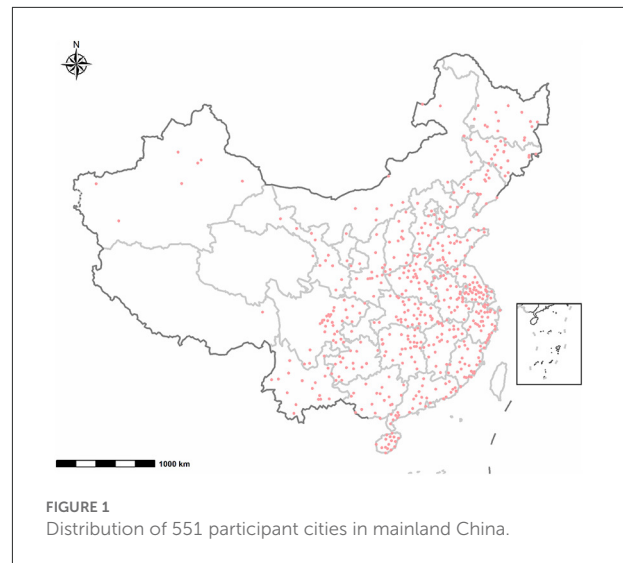 N
1000 km
FIGURE 1
Distribution of 551 participant cities in mainland China.